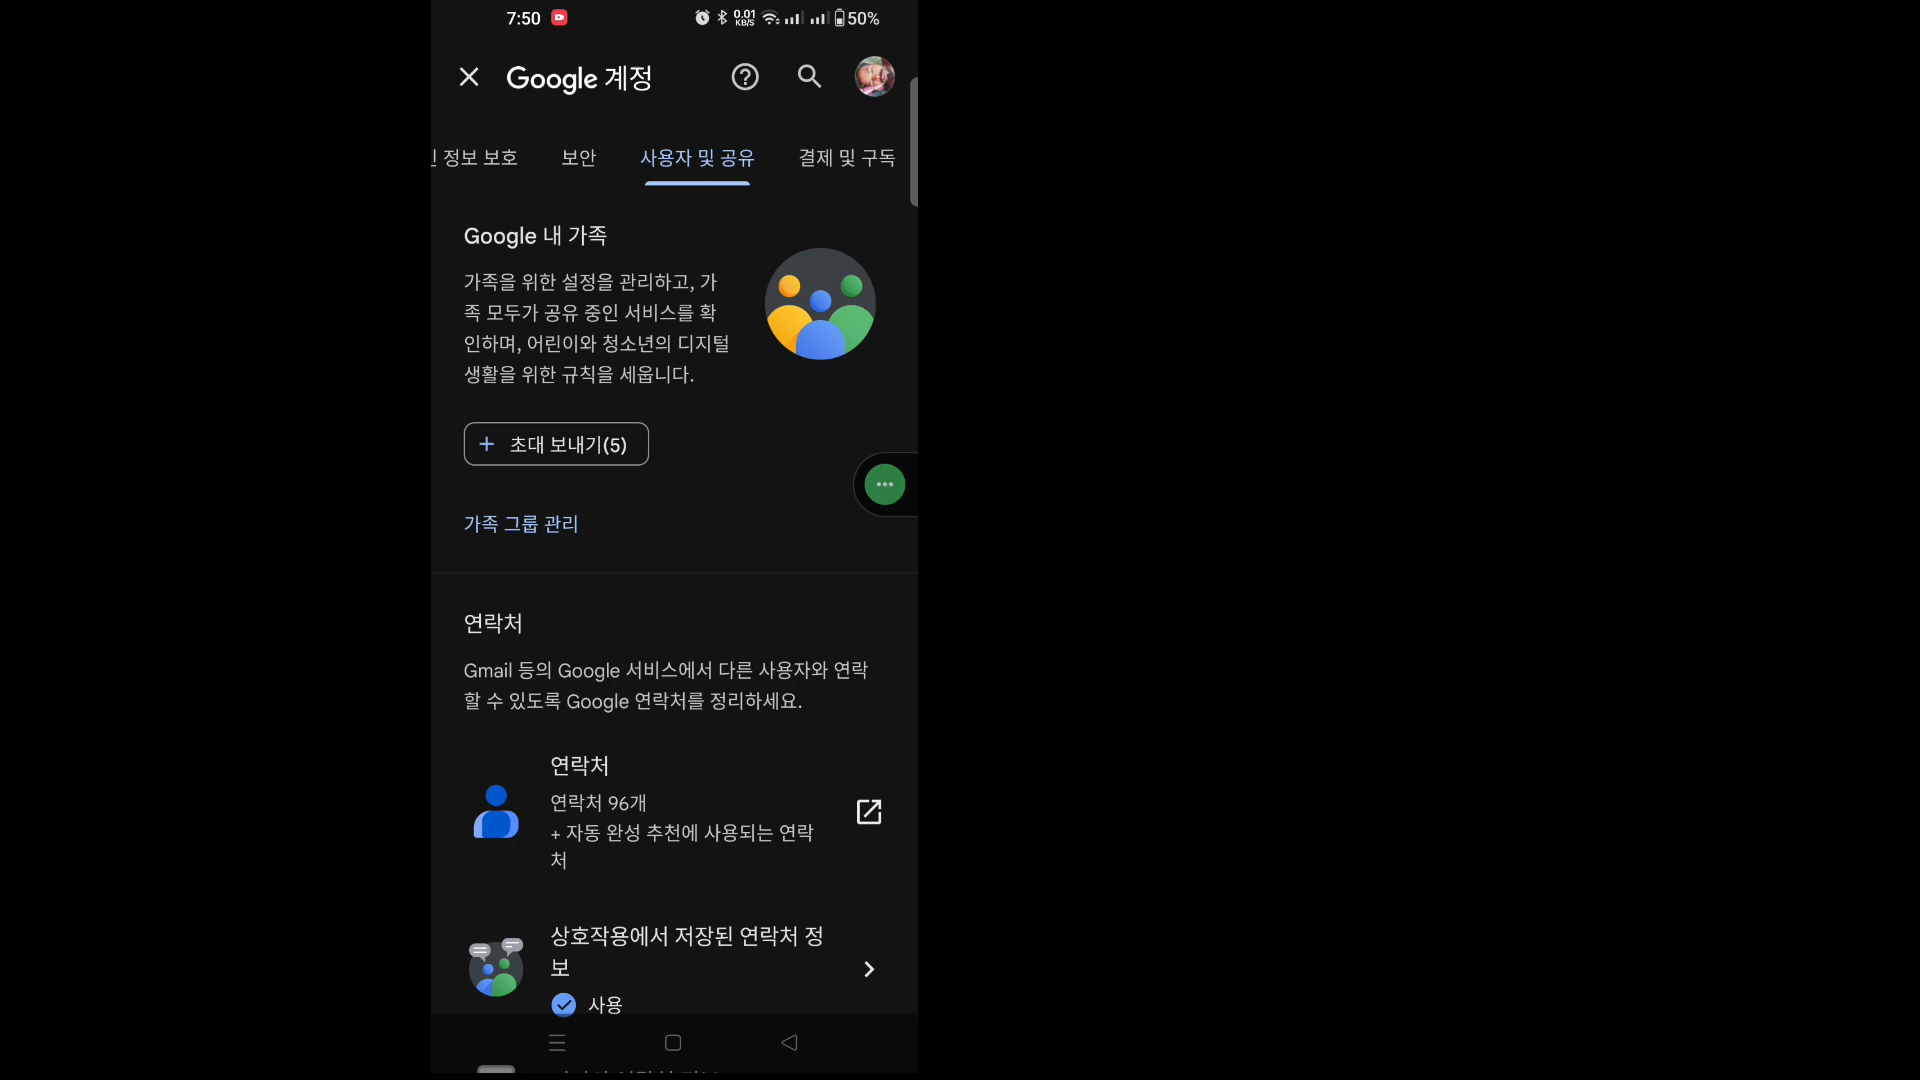 7:50
0.01
KB/S
50%
Google 계정
정보 보호
보안
사용자 및 공유
결제 및 구독
Google 내 가족
가족을 위한 설정을 관리하고, 가
족 모두가 공유 중인 서비스를 확
인하며, 어린이와 청소년의 디지털
생활을 위한 규칙을 세웁니다.
+ 초대 보내기(5)
가족 그룹 관리
연락처
Gmail 등의 Google 서비스에서 다른 사용자와 연락
할 수 있도록 Google 연락처를 정리하세요.
연락처
연락처 96개
+ 자동 완성 추천에 사용되는 연락
처
상호작용에서 저장된 연락처 정
보
사용